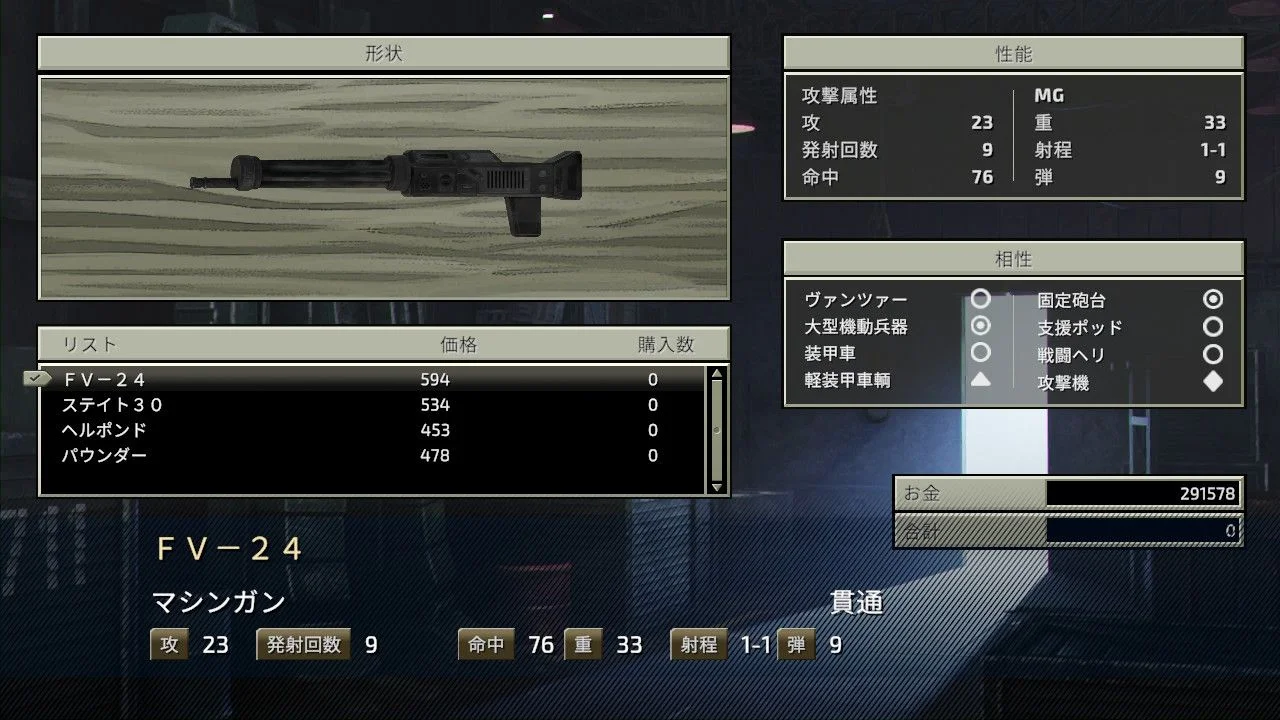 形状
リスト 価格 購入数
ＦＶ－２４ 594 0
ステイト３０ 534 0
ヘルポンド 453 0
パウンダー 478 0
性能
攻撃属性 MG
攻 23 重 33
発射回数 9 射程 1-1
命中 76 弾 9
相性
ヴァンツァー ○ 固定砲台 ◉
大型機動兵器 ◉ 支援ポッド ○
装甲車 ○ 戦闘ヘリ ○
軽装甲車輌 ▲ 攻撃機 ◆
お金 291578
合計 0
ＦＶ－２４
マシンガン 貫通
攻 23 発射回数 9 命中 76 重 33 射程 1-1 弾 9